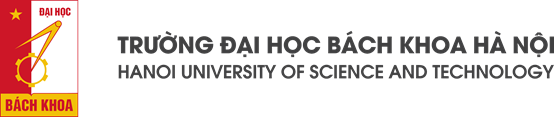 ĐẠI HỌC
BÁCH KHOA
TRƯỜNG ĐẠI HỌC BÁCH KHOA HÀ NỘI
HANOI UNIVERSITY OF SCIENCE AND TECHNOLOGY